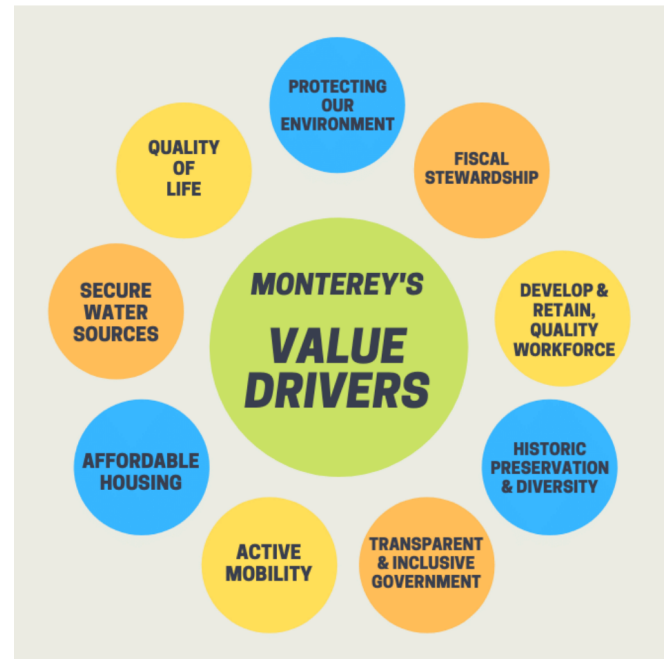 PROTECTING
OUR
ENVIRONMENT
FISCAL
STEWARDSHIP
DEVELOP &
RETAIN,
QUALITY
WORKFORCE
HISTORIC
PRESERVATION
& DIVERSITY
TRANSPARENT
& INCLUSIVE
GOVERNMENT
ACTIVE
MOBILITY
AFFORDABLE
HOUSING
SECURE
WATER
SOURCES
QUALITY
OF
LIFE
MONTEREY'S
VALUE
DRIVERS